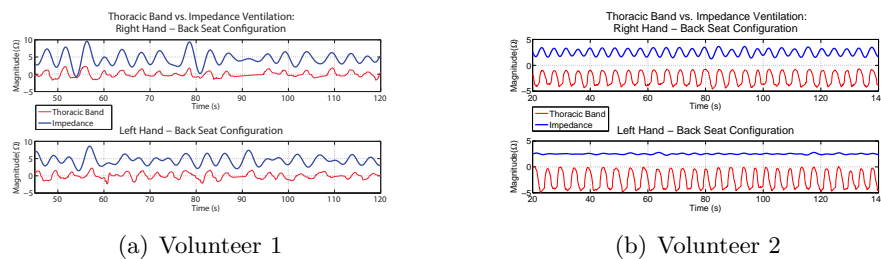 Thoracic Band vs. Impedance Ventilation:
Right Hand – Back Seat Configuration
Magnitude(Ω)
10
5
0
−5
50 60 70 80 90 100 110 120
Time (s)
Thoracic Band
Impedance
Left Hand – Back Seat Configuration
Magnitude(Ω)
10
5
0
−5
50 60 70 80 90 100 110 120
Time (s)
(a) Volunteer 1
Thoracic Band vs. Impedance Ventilation:
Right Hand – Back Seat Configuration
Magnitude(Ω)
5
0
−5
20 40 60 80 100 120 14
Time (s)
Thoracic Band
Impedance
Left Hand – Back Seat Configuration
Magnitude(Ω)
5
0
−5
20 40 60 80 100 120 14
Time (s)
(b) Volunteer 2